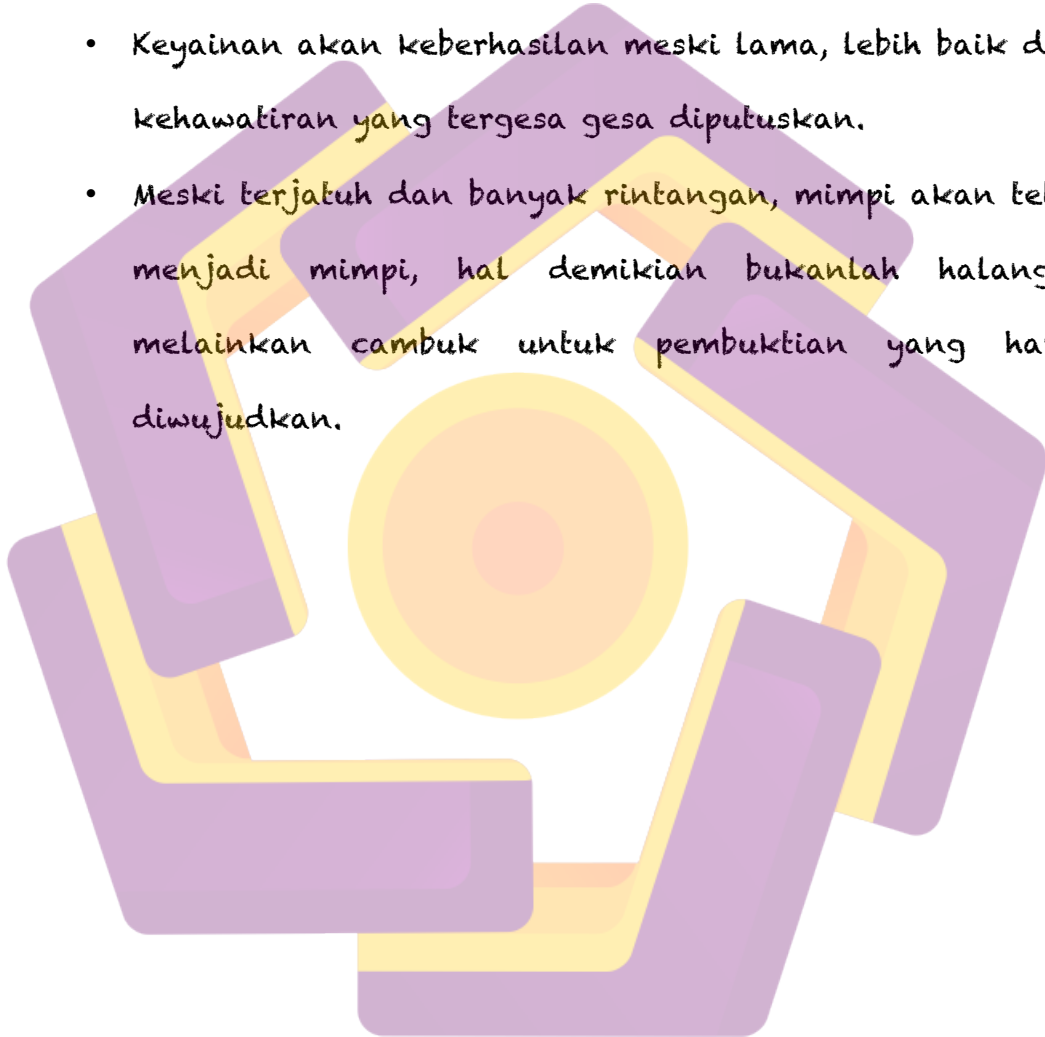 • Keyainan akan keberhasilan meski lama, lebih baik d
kehawatiran yang tergesa gesa diputuskan.
• Meski terjatuh dan banyak rintangan, mimpi akan te
menjadi mimpi, hal demikian bukanlah halang
melainkan cambuk untuk pembuktian yang ha
diwujudkan.